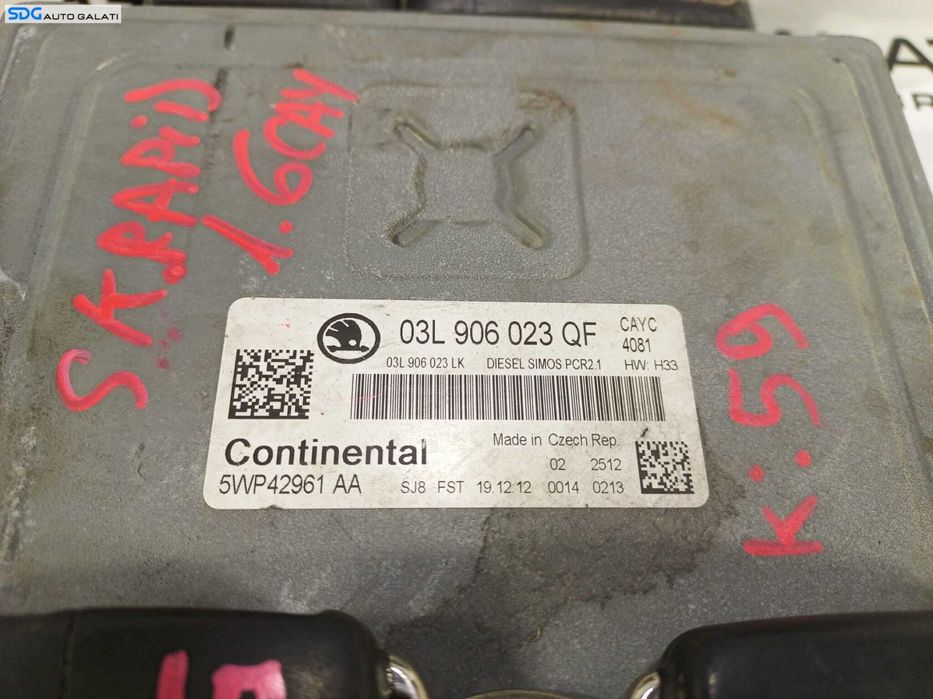 SDG AUTO GALATI
SK.RAPID
1.6CAY
03L 906 023 QF
CAYC
4081
03L 906 023 LK DIESEL SIMOS PCR2.1 HW: H33
Continental
Made in Czech Rep.
02 2512
5WP42961 AA SJ8 FST 19.12.12 0014 0213
K:59